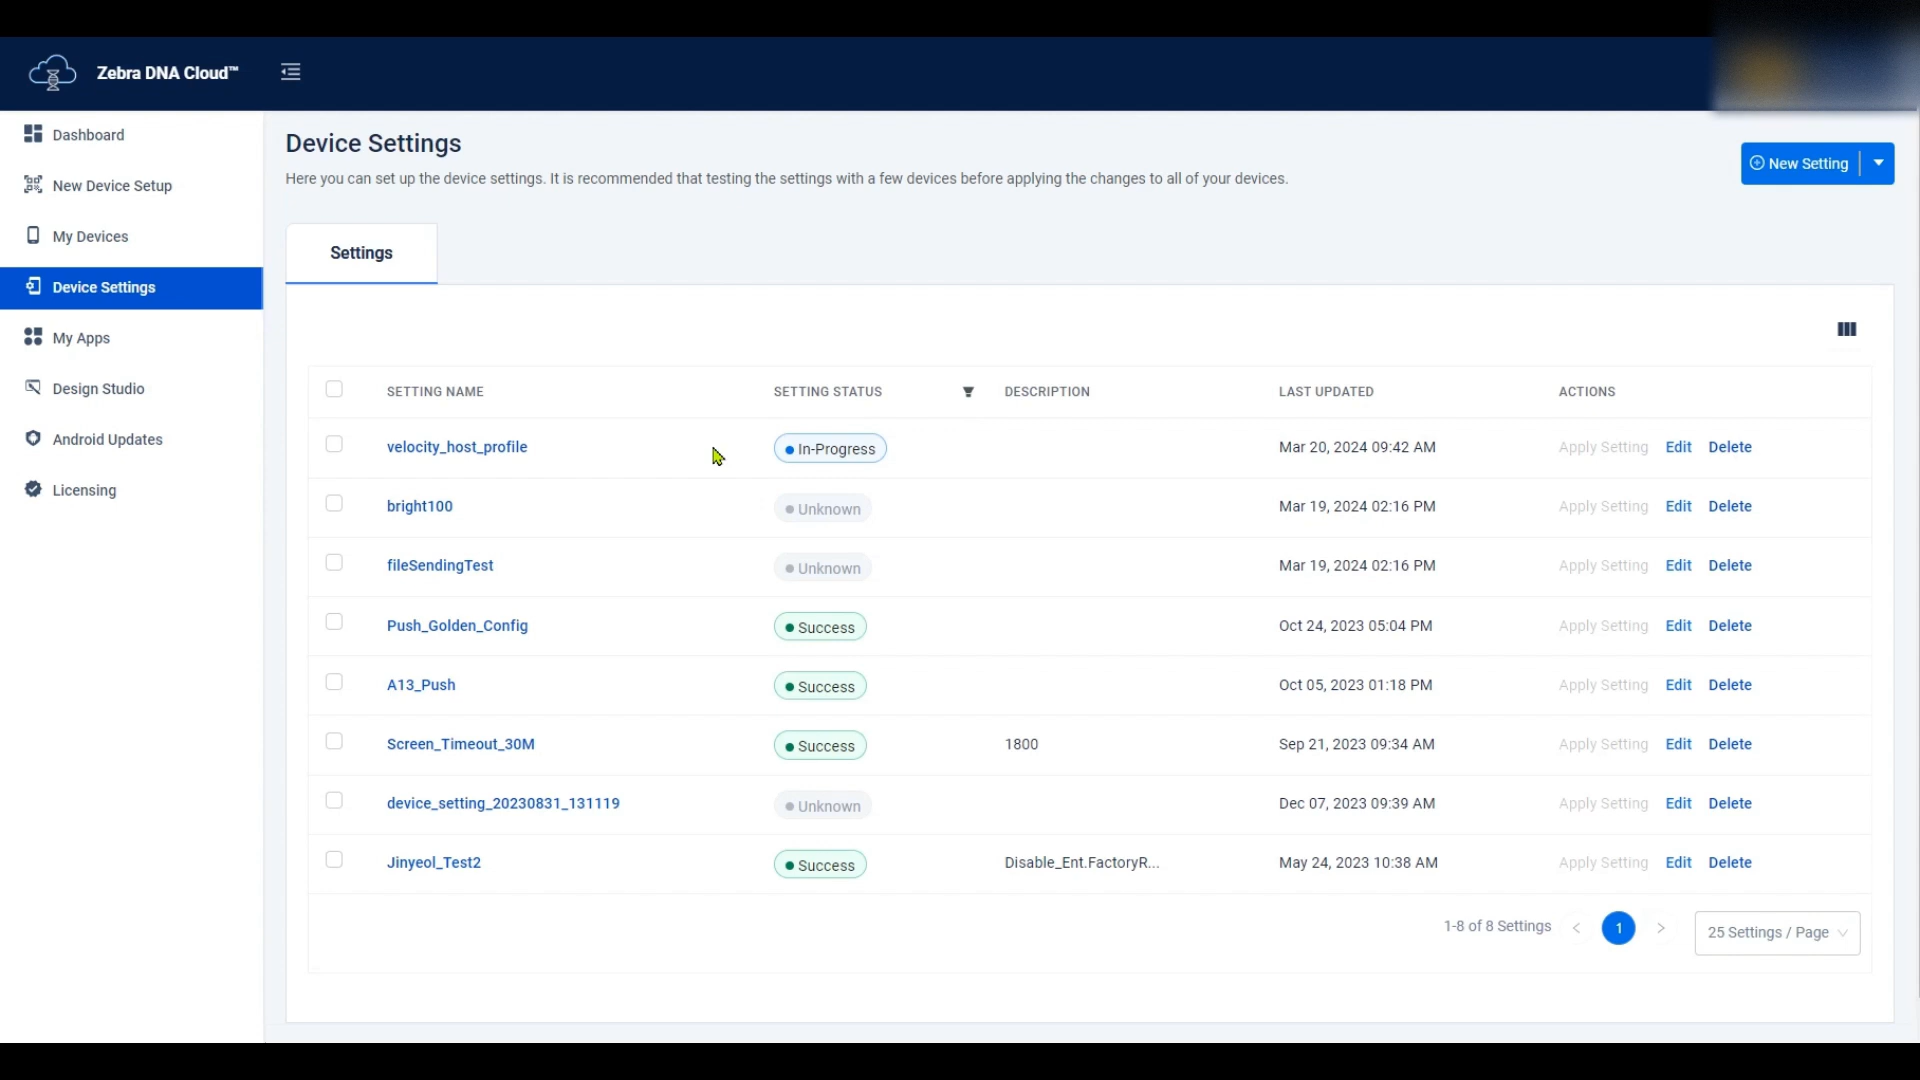 Zebra DNA Cloud™
Dashboard
New Device Setup
My Devices
Device Settings
My Apps
Design Studio
Android Updates
Licensing
Device Settings
Here you can set up the device settings. It is recommended that testing the settings with a few devices before applying the changes to all of your devices.
New Setting
Settings
SETTING NAME SETTING STATUS DESCRIPTION LAST UPDATED ACTIONS
velocity_host_profile In-Progress Mar 20, 2024 09:42 AM Apply Setting Edit Delete
bright100 Unknown Mar 19, 2024 02:16 PM Apply Setting Edit Delete
fileSendingTest Unknown Mar 19, 2024 02:16 PM Apply Setting Edit Delete
Push_Golden_Config Success Oct 24, 2023 05:04 PM Apply Setting Edit Delete
A13_Push Success Oct 05, 2023 01:18 PM Apply Setting Edit Delete
Screen_Timeout_30M Success 1800 Sep 21, 2023 09:34 AM Apply Setting Edit Delete
device_setting_20230831_131119 Unknown Dec 07, 2023 09:39 AM Apply Setting Edit Delete
Jinyeol_Test2 Success Disable_Ent.FactoryR... May 24, 2023 10:38 AM Apply Setting Edit Delete
1-8 of 8 Settings < 1 > 25 Settings / Page